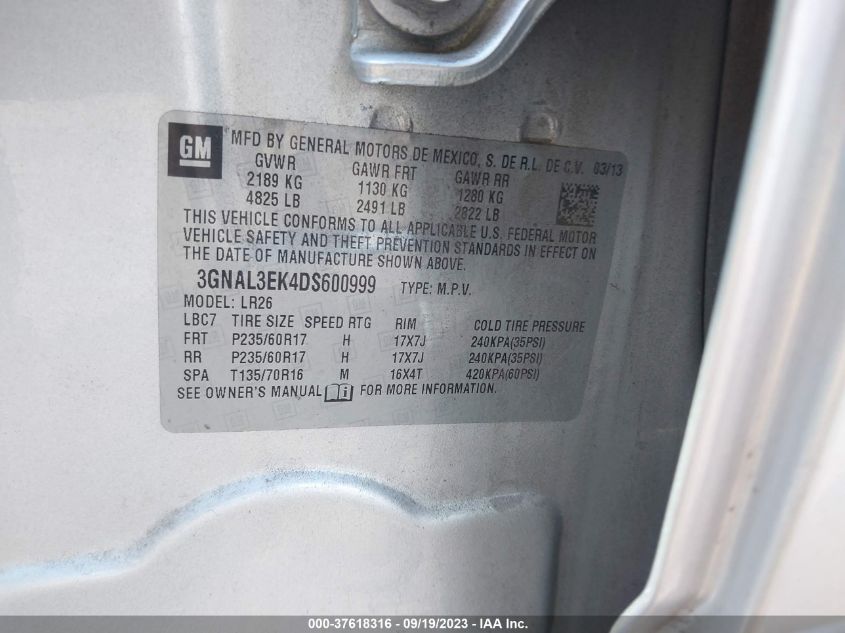 GM
MFD BY GENERAL MOTORS DE MEXICO, S. DE R.L. DE C.V. 03/13
GVWR GAWR FRT GAWR RR
2189 KG 1130 KG 1280 KG
4825 LB 2491 LB 2822 LB
THIS VEHICLE CONFORMS TO ALL APPLICABLE U.S. FEDERAL MOTOR
VEHICLE SAFETY AND THEFT PREVENTION STANDARDS IN EFFECT ON
THE DATE OF MANUFACTURE SHOWN ABOVE.
3GNAL3EK4DS600999 TYPE: M.P.V.
MODEL: LR26
LBC7 TIRE SIZE SPEED RTG RIM COLD TIRE PRESSURE
FRT P235/60R17 H 17X7J 240KPA(35PSI)
RR P235/60R17 H 17X7J 240KPA(35PSI)
SPA T135/70R16 M 16X4T 420KPA(60PSI)
SEE OWNER'S MANUAL FOR MORE INFORMATION.
000-37618316 - 09/19/2023 - IAA Inc.